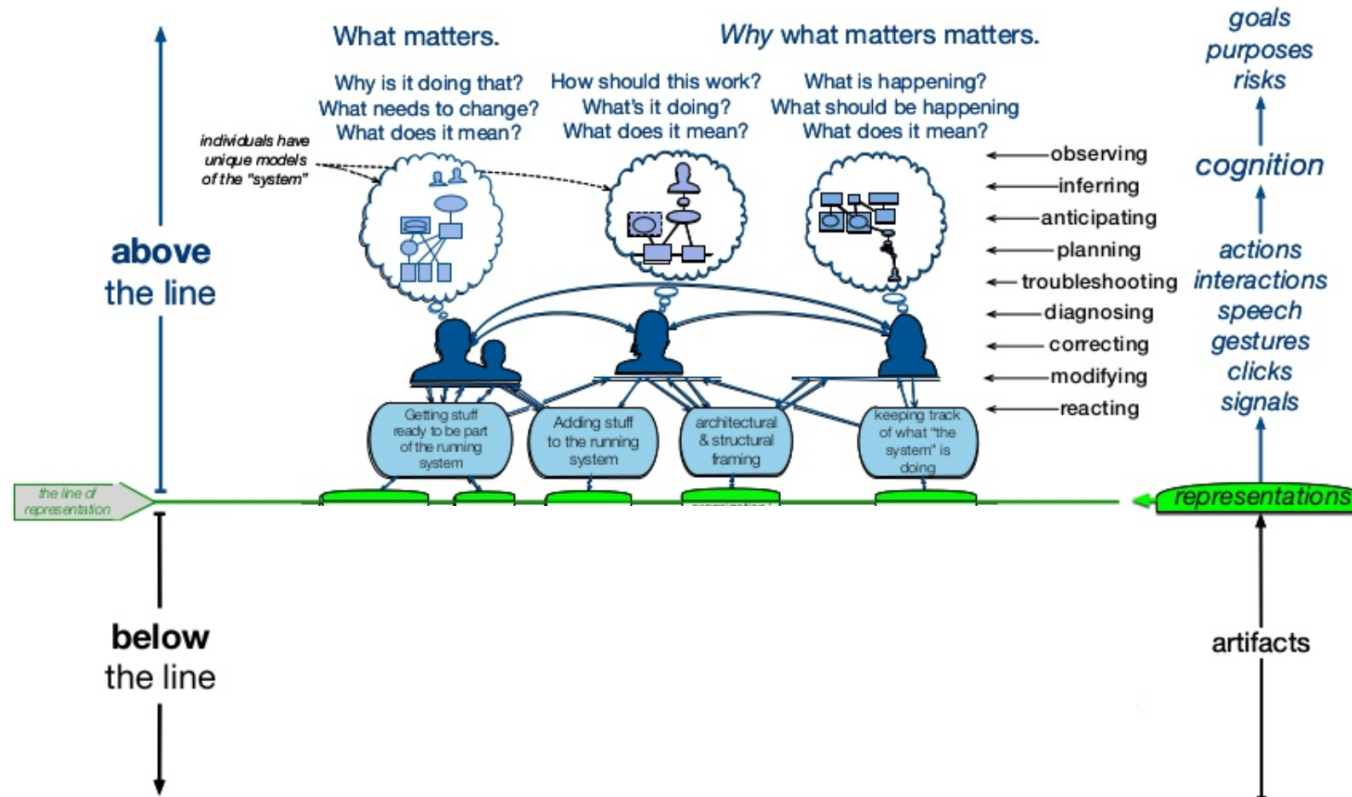 What matters.
Why what matters matters.
Why is it doing that?
What needs to change?
What does it mean?
How should this work?
What's it doing?
What does it mean?
What is happening?
What should be happening
What does it mean?
goals
purposes
risks
cognition
actions
interactions
speech
gestures
clicks
signals
individuals have
unique models
of the "system"
observing
inferring
anticipating
planning
troubleshooting
diagnosing
correcting
modifying
reacting
above
the line
Getting stuff
ready to be part
of the running
system
Adding stuff
to the running
system
architectural
& structural
framing
keeping track
of what "the
system" is
doing
the line of
representation
representations
below
the line
artifacts